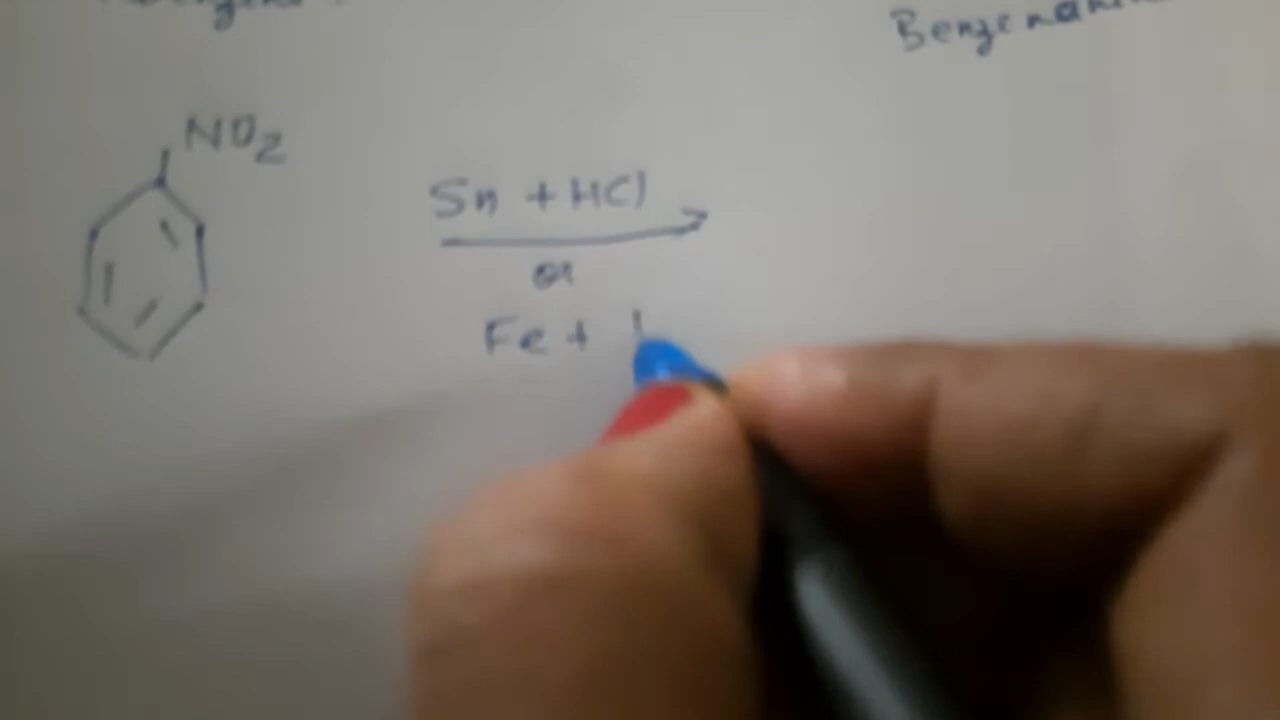 NO2
Sn + HCl
or
Fe +